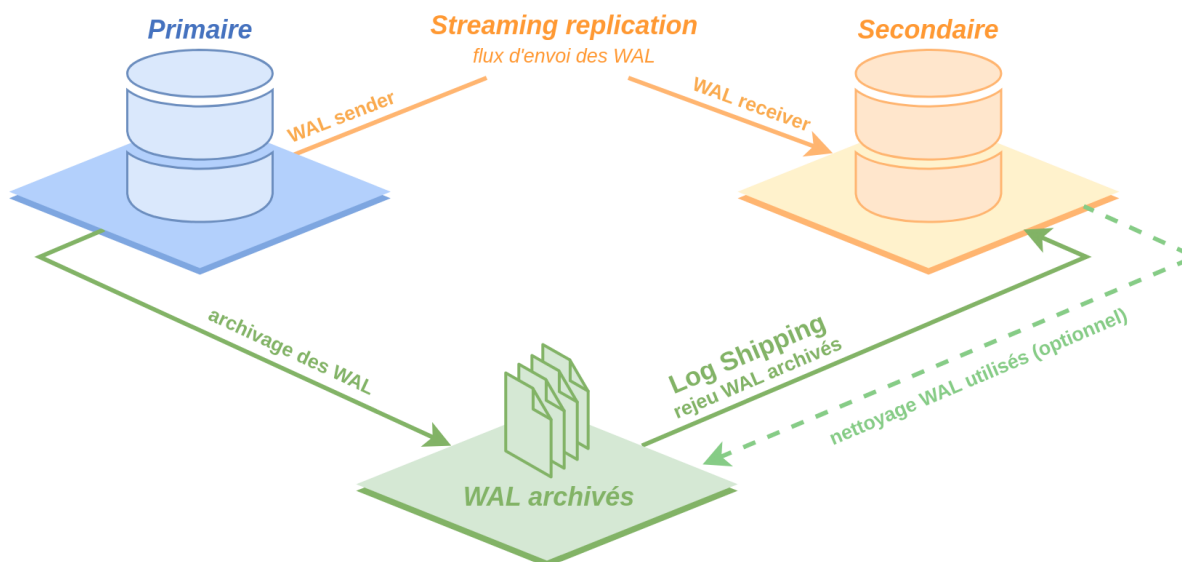 Primaire
Streaming replication
flux d'envoi des WAL
Secondaire
WAL sender
WAL receiver
archivage des WAL
Log Shipping
rejeu WAL archivés
nettoyage WAL utilisés (optionnel)
WAL archivés